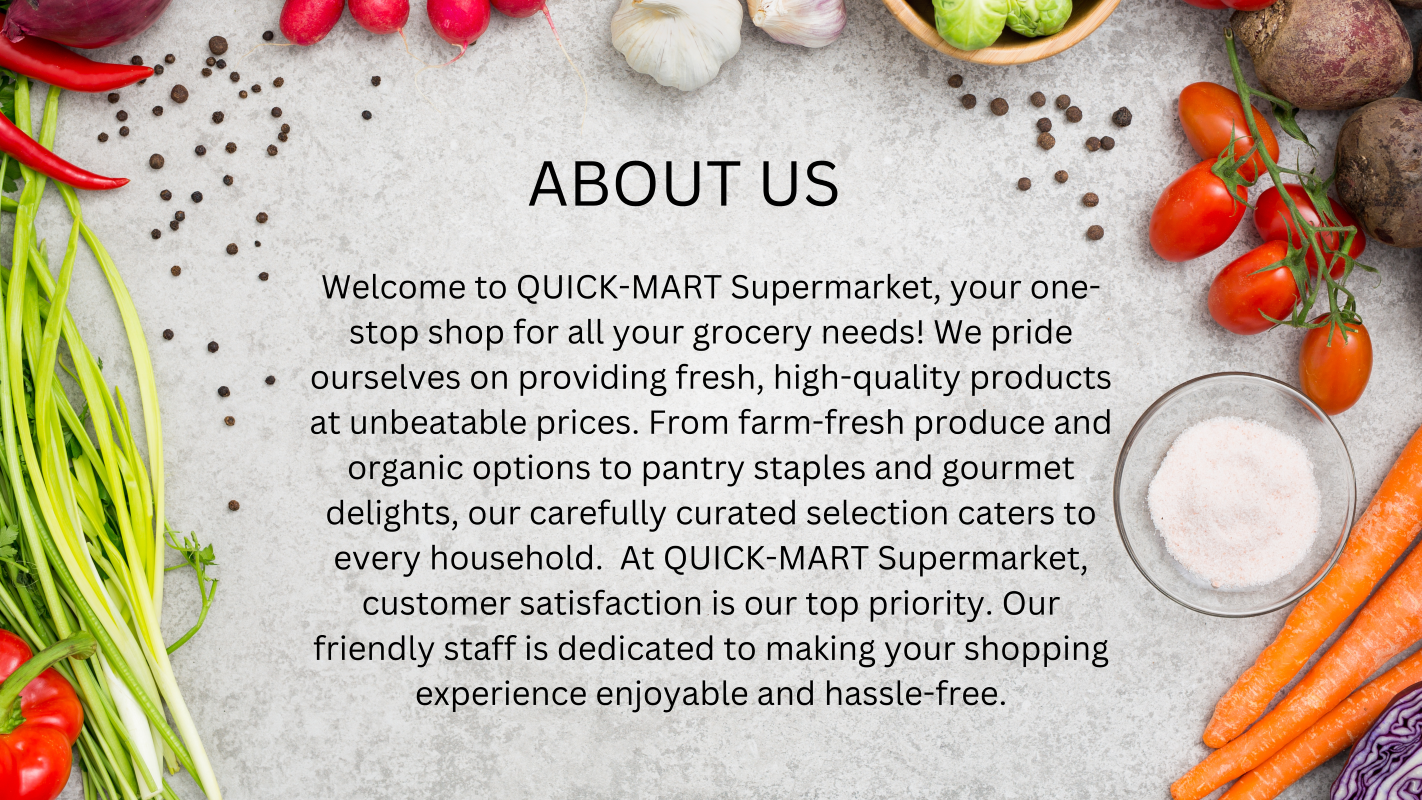 ABOUT US
Welcome to QUICK-MART Supermarket, your one-
stop shop for all your grocery needs! We pride
ourselves on providing fresh, high-quality products
at unbeatable prices. From farm-fresh produce and
organic options to pantry staples and gourmet
delights, our carefully curated selection caters to
every household.  At QUICK-MART Supermarket,
customer satisfaction is our top priority. Our
friendly staff is dedicated to making your shopping
experience enjoyable and hassle-free.